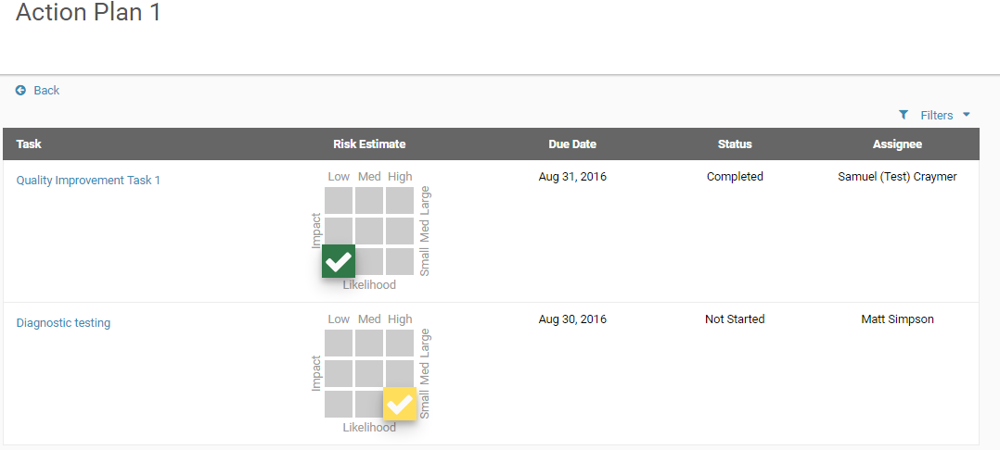 Action Plan 1
Back
Filters
Task Risk Estimate Due Date Status Assignee
Quality Improvement Task 1
Low Med High
Impact
Small Med Large
Likelihood
Aug 31, 2016
Completed
Samuel (Test) Craymer
Diagnostic testing
Low Med High
Impact
Small Med Large
Likelihood
Aug 30, 2016
Not Started
Matt Simpson